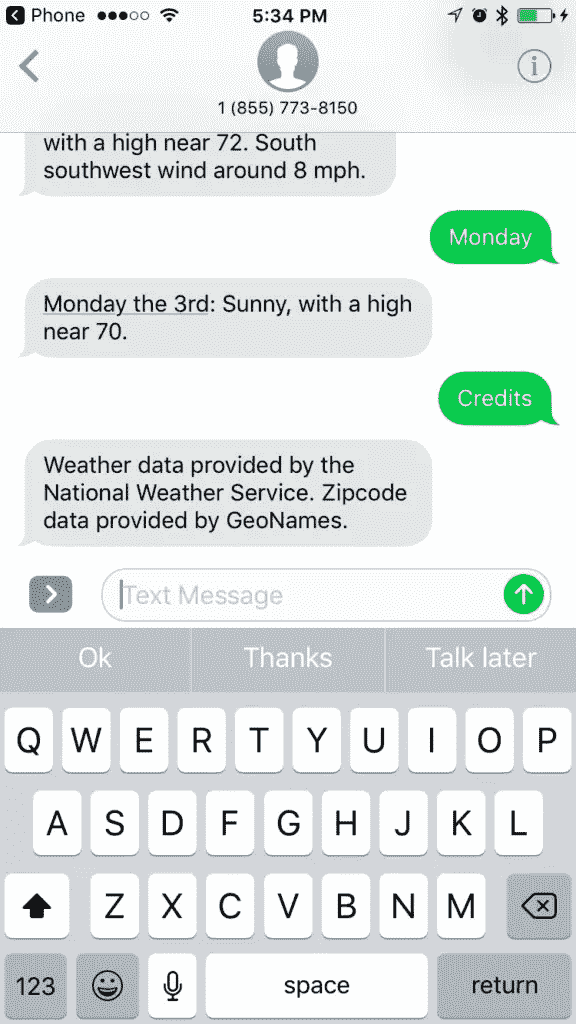 Phone 5:34 PM
1 (855) 773-8150
with a high near 72. South
southwest wind around 8 mph.
Monday
Monday the 3rd: Sunny, with a high
near 70.
Credits
Weather data provided by the
National Weather Service. Zipcode
data provided by GeoNames.
Text Message
Ok Thanks Talk later
Q W E R T Y U I O P
A S D F G H J K L
Z X C V B N M
123 space return